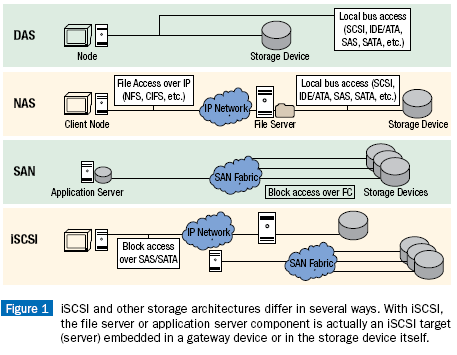 DAS
Node
Storage Device
Local bus access
(SCSI, IDE/ATA,
SAS, SATA, etc.)
NAS
File Access over IP
(NFS, CIFS, etc.)
Client Node
IP Network
File Server
Local bus access (SCSI,
IDE/ATA, SAS, SATA, etc.)
Storage Device
SAN
Application Server
SAN Fabric
Block access over FC
Storage Devices
iSCSI
Block access
over SAS/SATA
IP Network
SAN Fabric
Figure 1 iSCSI and other storage architectures differ in several ways. With iSCSI,
the file server or application server component is actually an iSCSI target
(server) embedded in a gateway device or in the storage device itself.